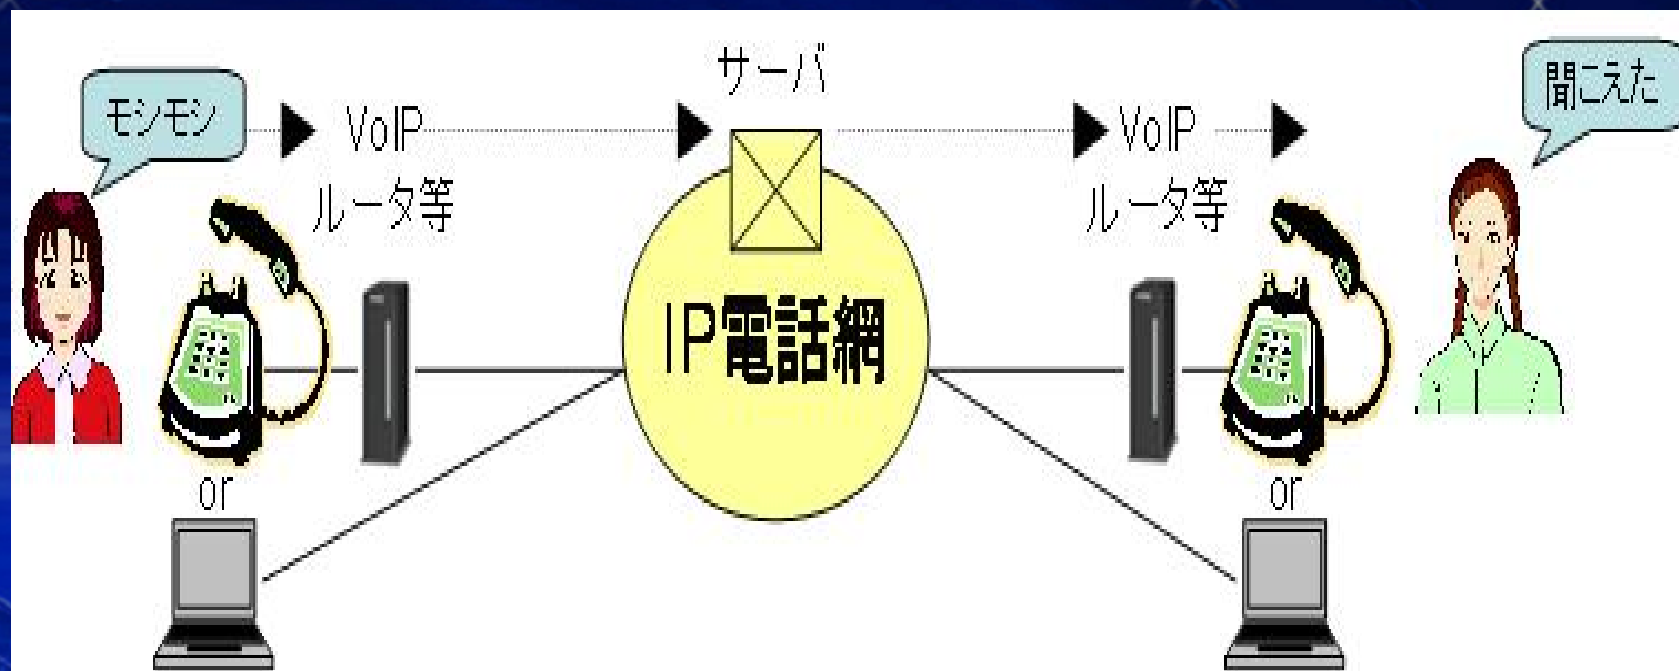 モシモシ
VoIP
ルータ等
サーバ
IP電話網
VoIP
ルータ等
聞こえた
or
or